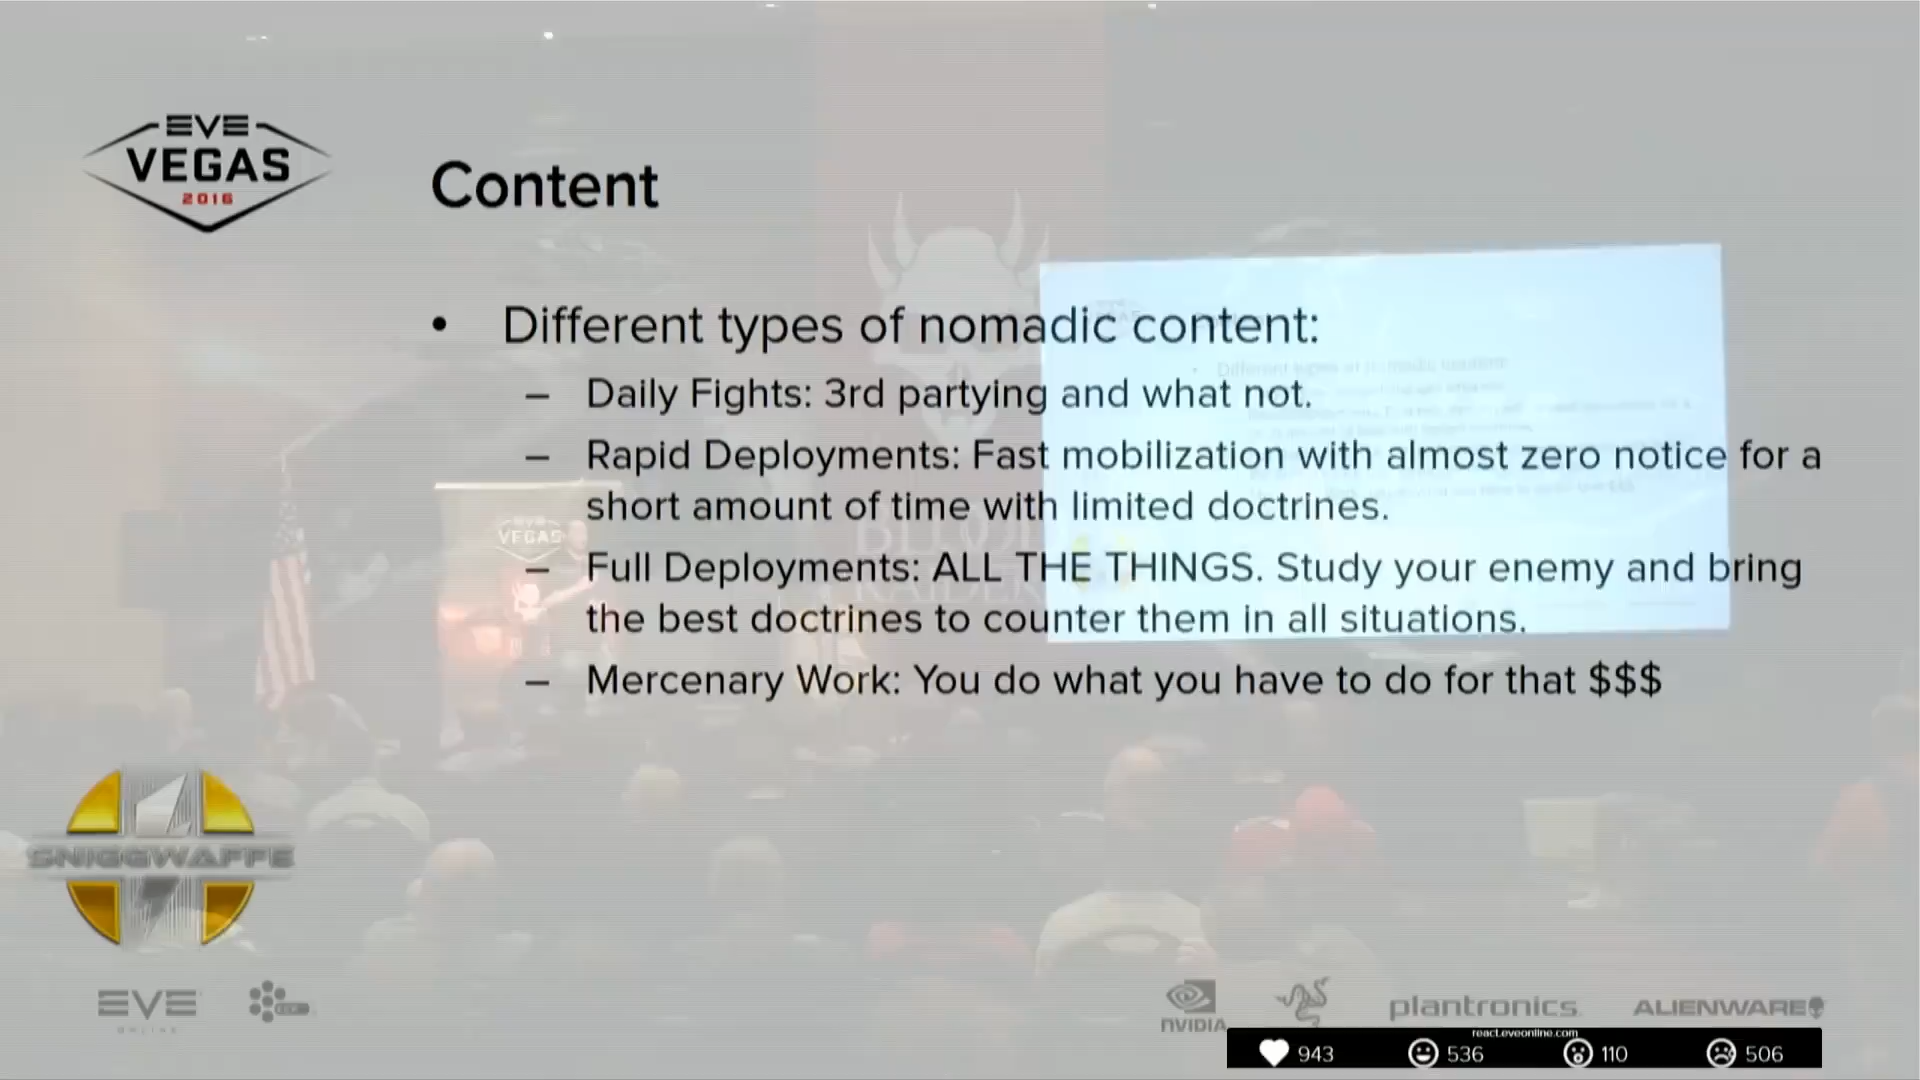 EVE
VEGAS
2016
Content
• Different types of nomadic content:
– Daily Fights: 3rd partying and what not.
– Rapid Deployments: Fast mobilization with almost zero notice for a
short amount of time with limited doctrines.
VEGAS
– Full Deployments: ALL THE THINGS. Study your enemy and bring
the best doctrines to counter them in all situations.
– Mercenary Work: You do what you have to do for that $$$
SNIGGWAFFE
EVE
ONLINE
NVIDIA
plantronics
ALIENWARE
react.eveonline.com
943 536 110 506